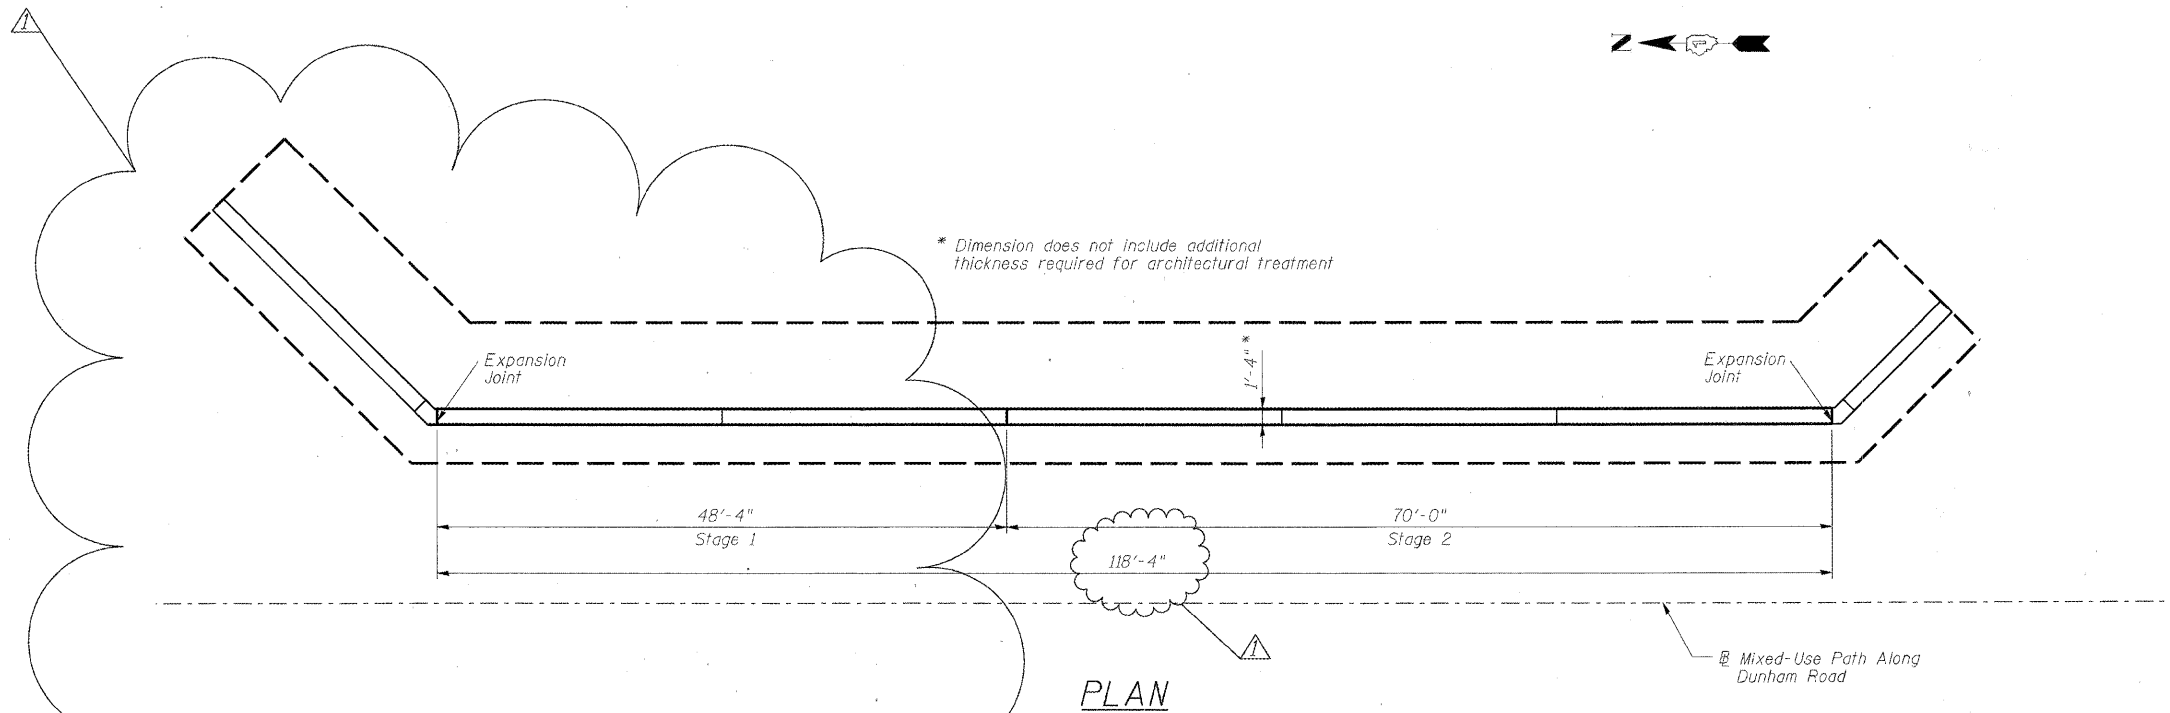 1
N
* Dimension does not include additional
thickness required for architectural treatment
Expansion
Joint
1'-4" *
Expansion
Joint
48'-4"
Stage 1
70'-0"
Stage 2
118'-4"
1
℄ Mixed-Use Path Along
Dunham Road
PLAN